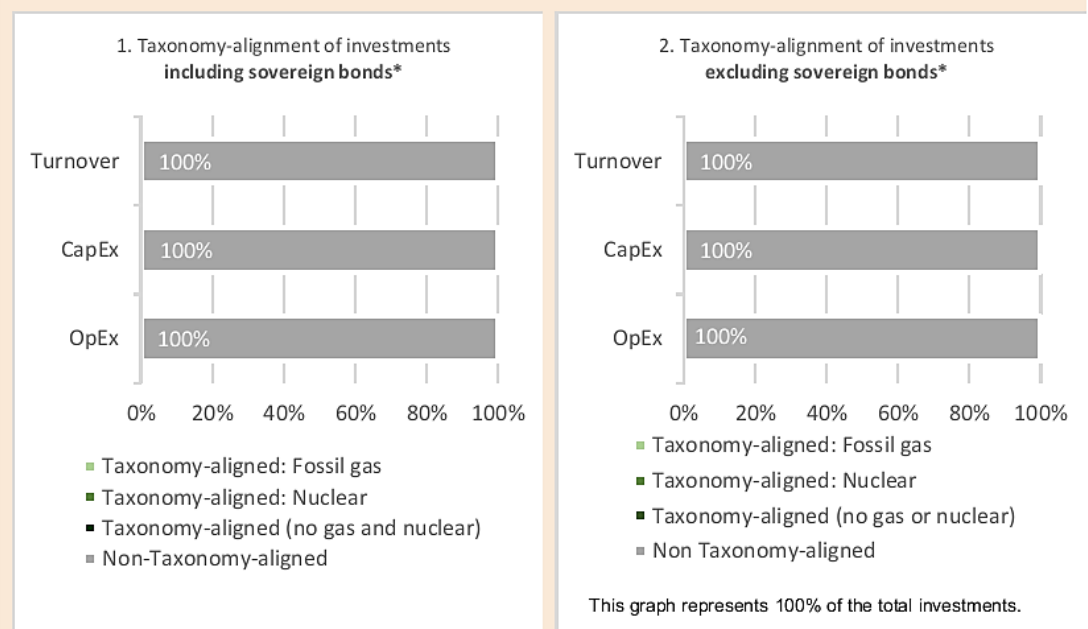 1. Taxonomy-alignment of investments
including sovereign bonds*
Turnover
100%
CapEx
100%
OpEx
100%
0% 20% 40% 60% 80% 100%
Taxonomy-aligned: Fossil gas
Taxonomy-aligned: Nuclear
Taxonomy-aligned (no gas and nuclear)
Non-Taxonomy-aligned
2. Taxonomy-alignment of investments
excluding sovereign bonds*
Turnover
100%
CapEx
100%
OpEx
100%
0% 20% 40% 60% 80% 100%
Taxonomy-aligned: Fossil gas
Taxonomy-aligned: Nuclear
Taxonomy-aligned (no gas or nuclear)
Non Taxonomy-aligned
This graph represents 100% of the total investments.